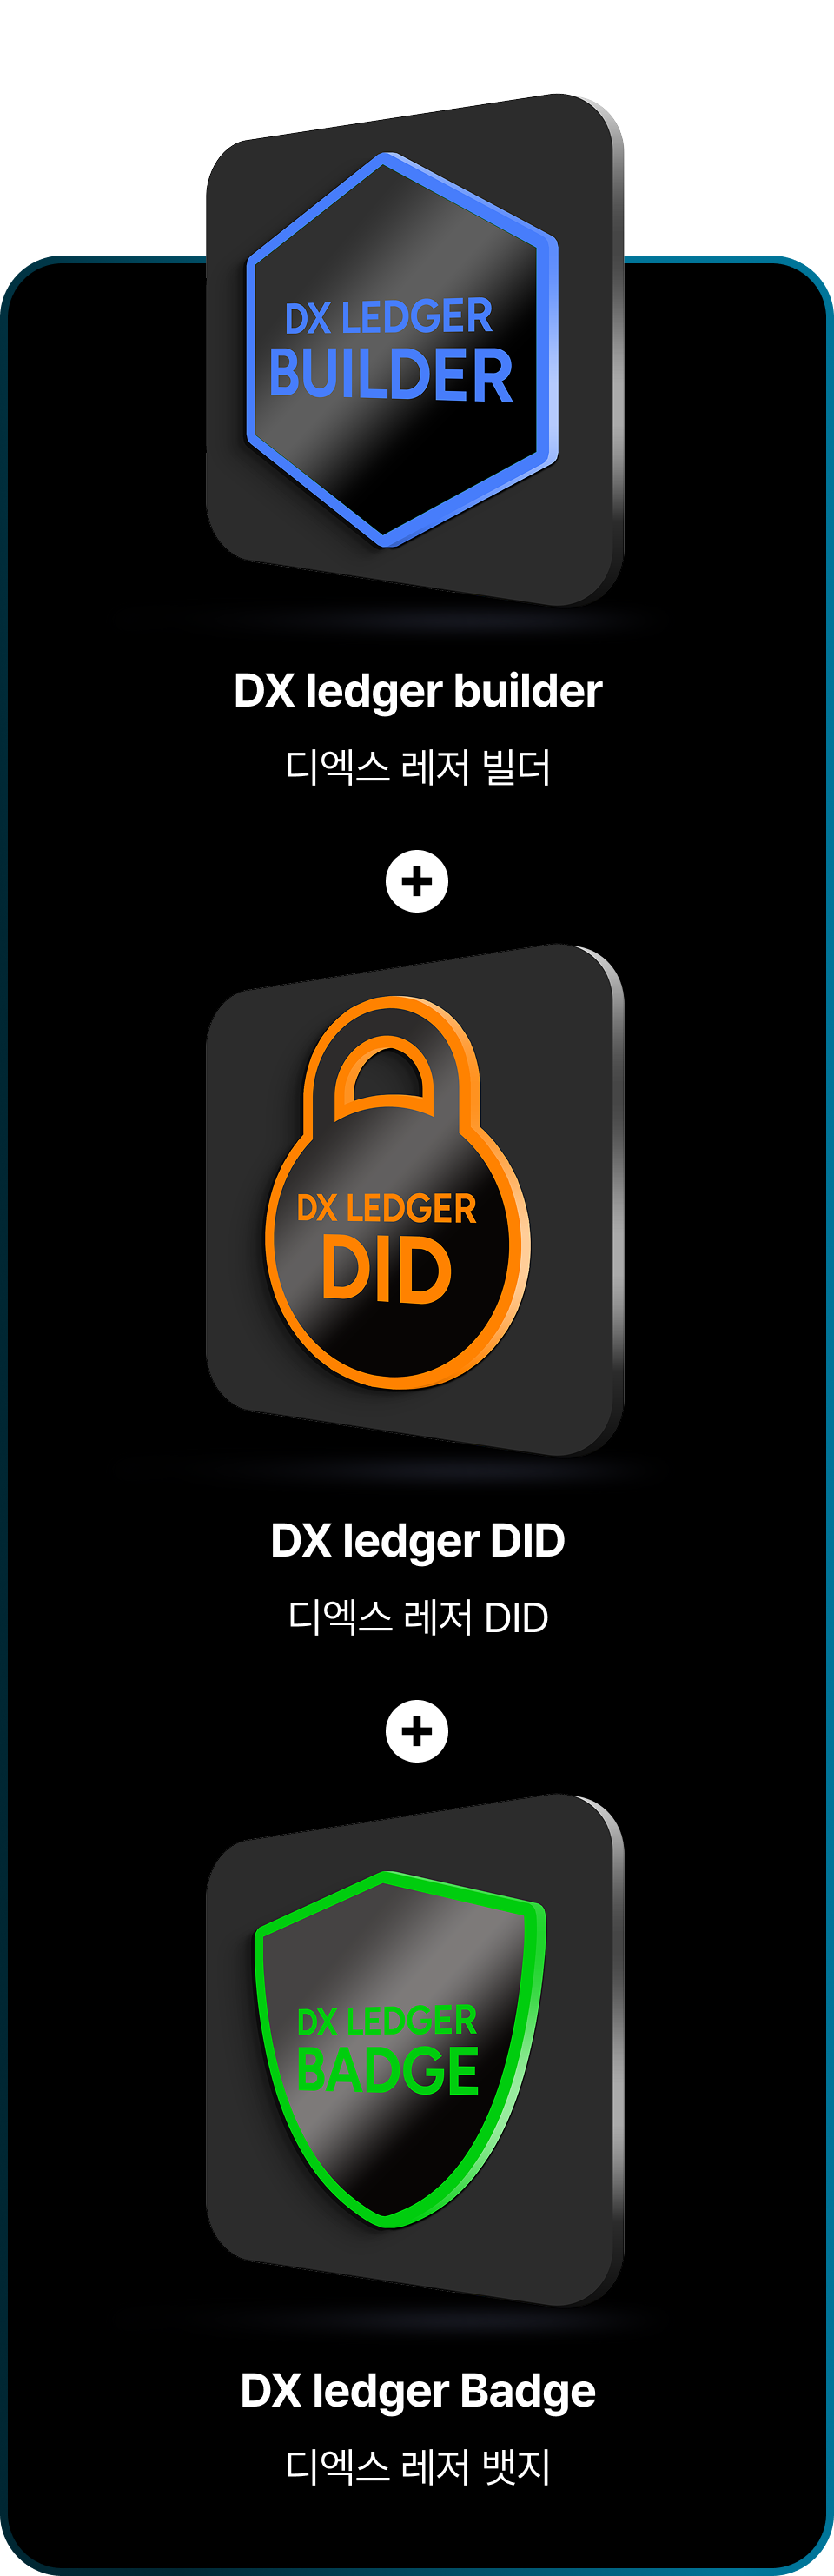 DX LEDGER
BUILDER
DX ledger builder
디엑스 레저 빌더
+
DX LEDGER
DID
DX ledger DID
디엑스 레저 DID
+
DX LEDGER
BADGE
DX ledger Badge
디엑스 레저 뱃지